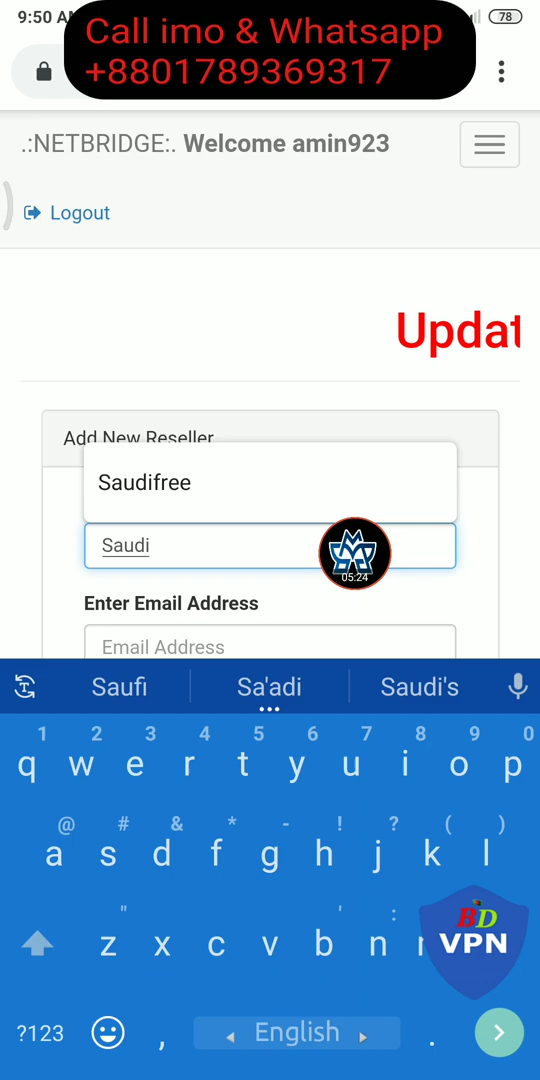 9:50 A
Call imo & Whatsapp
+8801789369317
78
.:NETBRIDGE:. Welcome amin923
Logout
Updat
Add New Reseller
Saudifree
Saudi
05:24
Enter Email Address
Email Address
Saufi Sa'adi Saudi's
1 2 3 4 5 6 7 8 9 0
q w e r t y u i o p
@ # & * - ! ? ( )
a s d f g h j k l
" ' :
z x c v b n
BD
VPN
?123 , English .